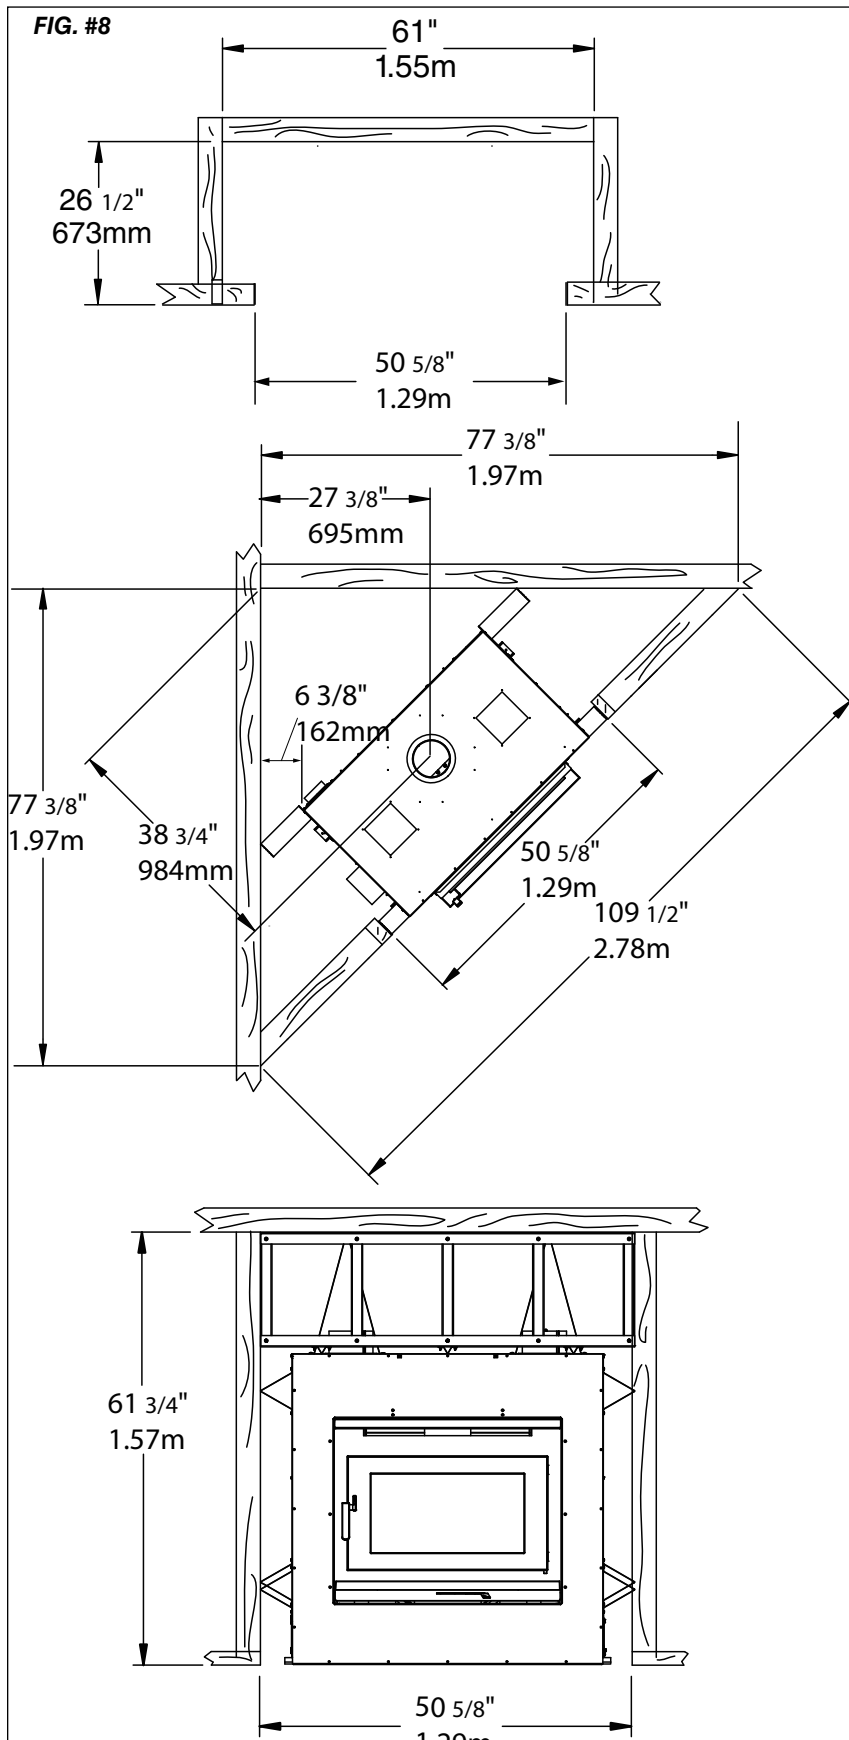 FIG. #8
61"
1.55m
26 1/2"
673mm
50 5/8"
1.29m
77 3/8"
1.97m
27 3/8"
695mm
6 3/8"
162mm
77 3/8"
1.97m
38 3/4"
984mm
50 5/8"
1.29m
109 1/2"
2.78m
61 3/4"
1.57m
50 5/8"
1.29m